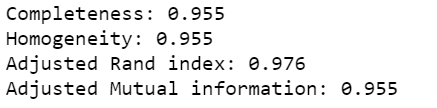 Completeness: 0.955
Homogeneity: 0.955
Adjusted Rand index: 0.976
Adjusted Mutual information: 0.955